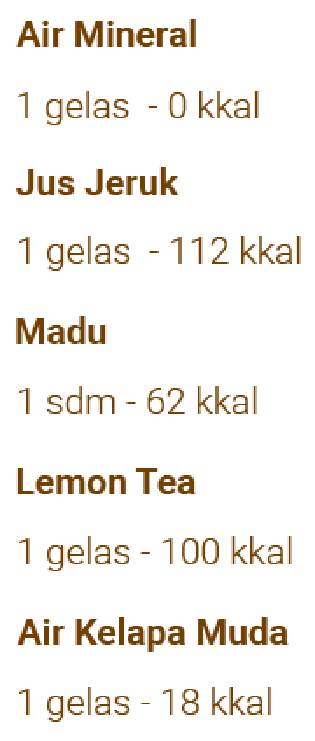 Air Mineral
1 gelas  - 0 kkal
Jus Jeruk
1 gelas  - 112 kkal
Madu
1 sdm - 62 kkal
Lemon Tea
1 gelas - 100 kkal
Air Kelapa Muda
1 gelas - 18 kkal